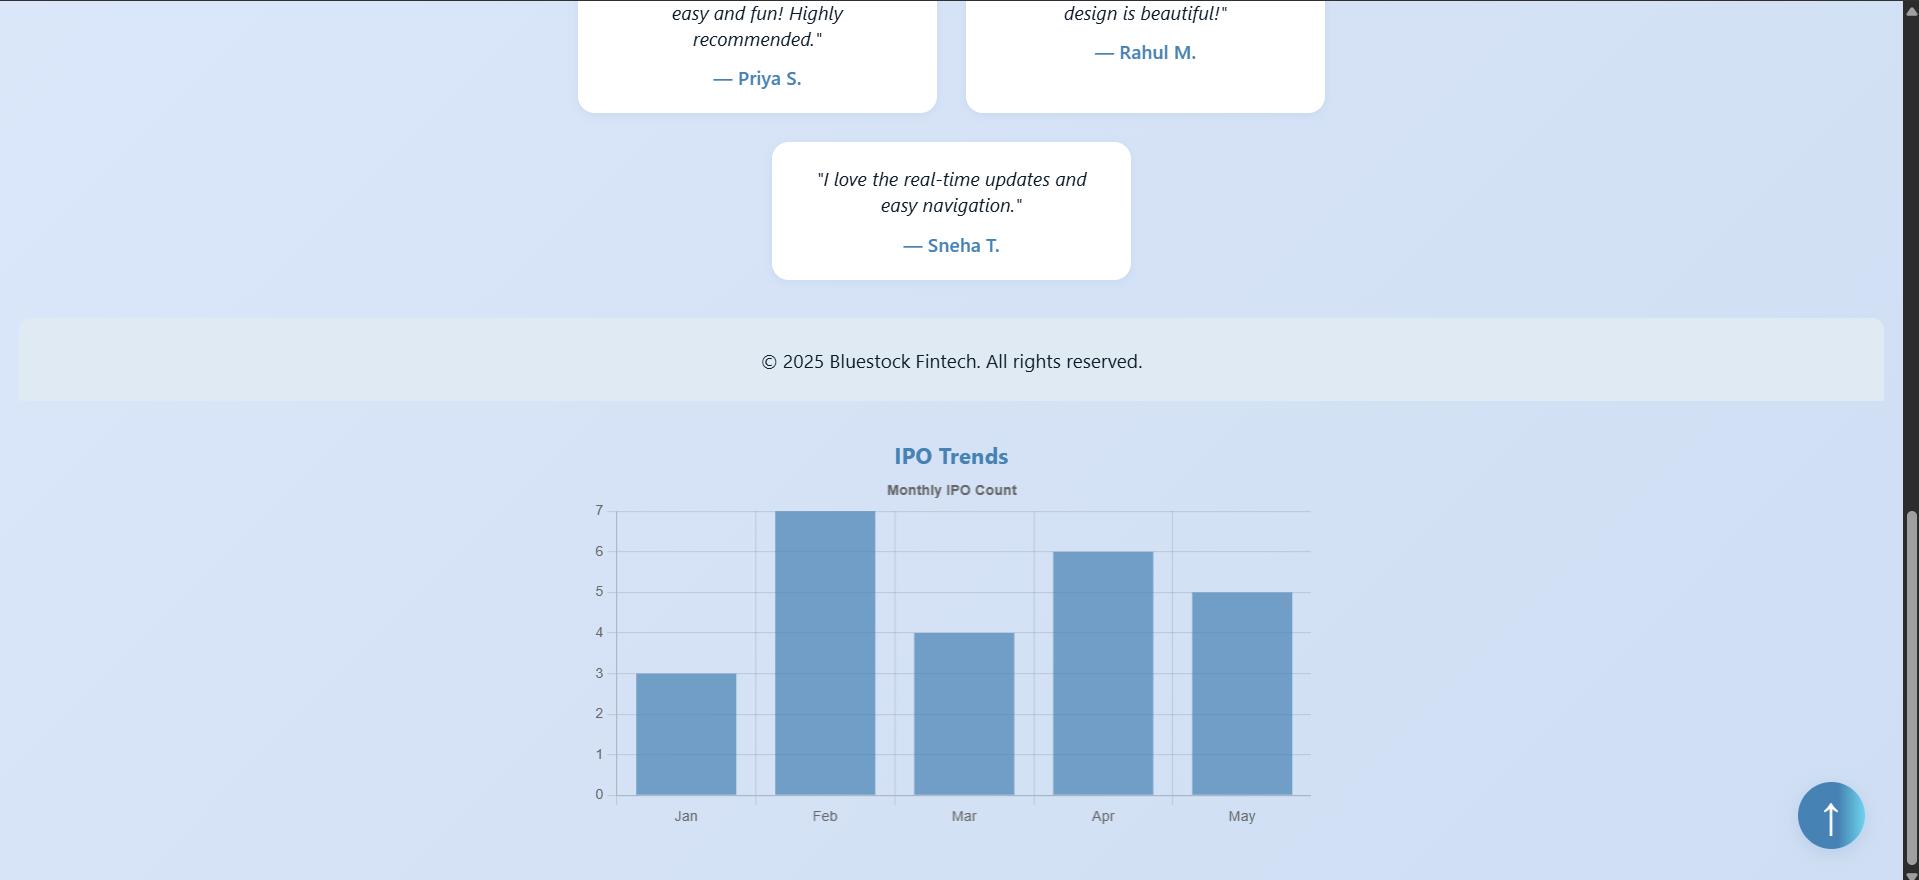 easy and fun! Highly
recommended."
— Priya S.
design is beautiful!"
— Rahul M.
"I love the real-time updates and
easy navigation."
— Sneha T.
© 2025 Bluestock Fintech. All rights reserved.
IPO Trends
Monthly IPO Count
7
6
5
4
3
2
1
0
Jan Feb Mar Apr May